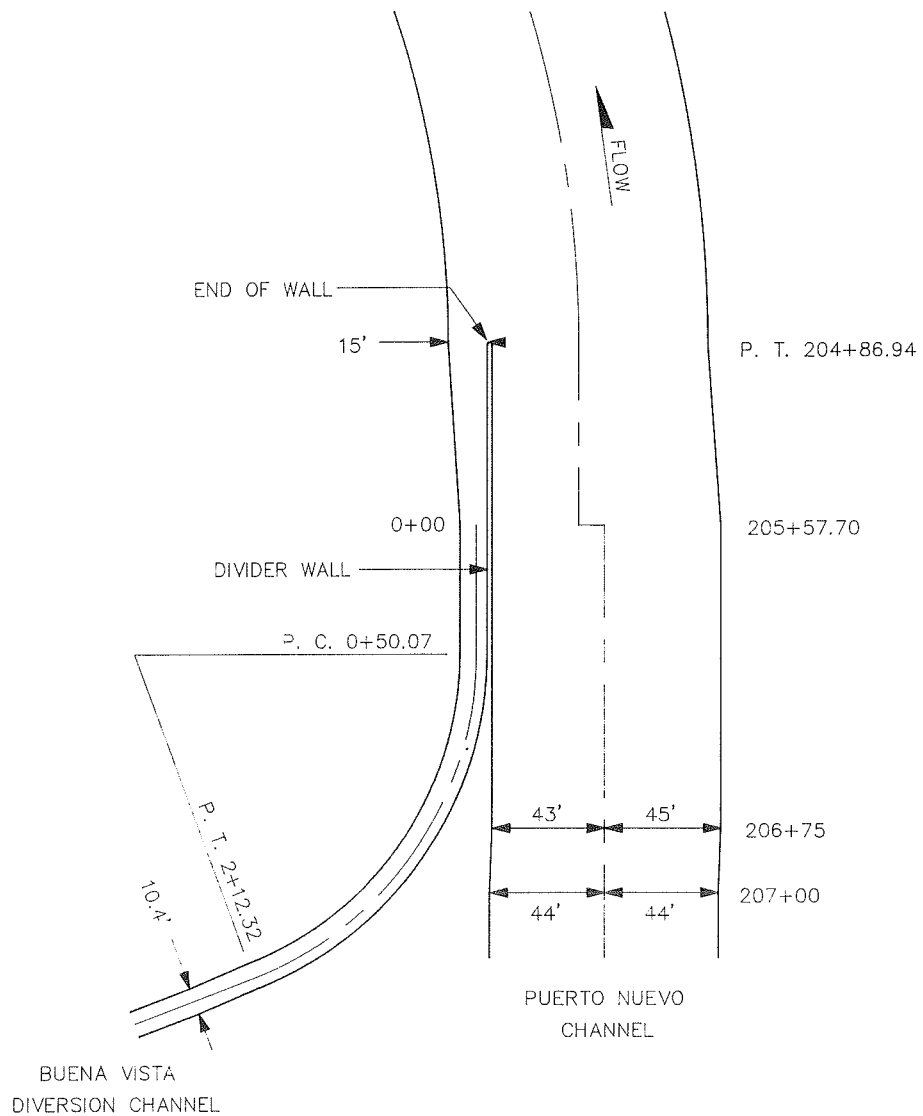 FLOW
END OF WALL
15'
P. T. 204+86.94
0+00
205+57.70
DIVIDER WALL
P. C. 0+50.07
P. T. 2+12.32
43'
45'
206+75
10.4'
44'
44'
207+00
PUERTO NUEVO
CHANNEL
BUENA VISTA
DIVERSION CHANNEL